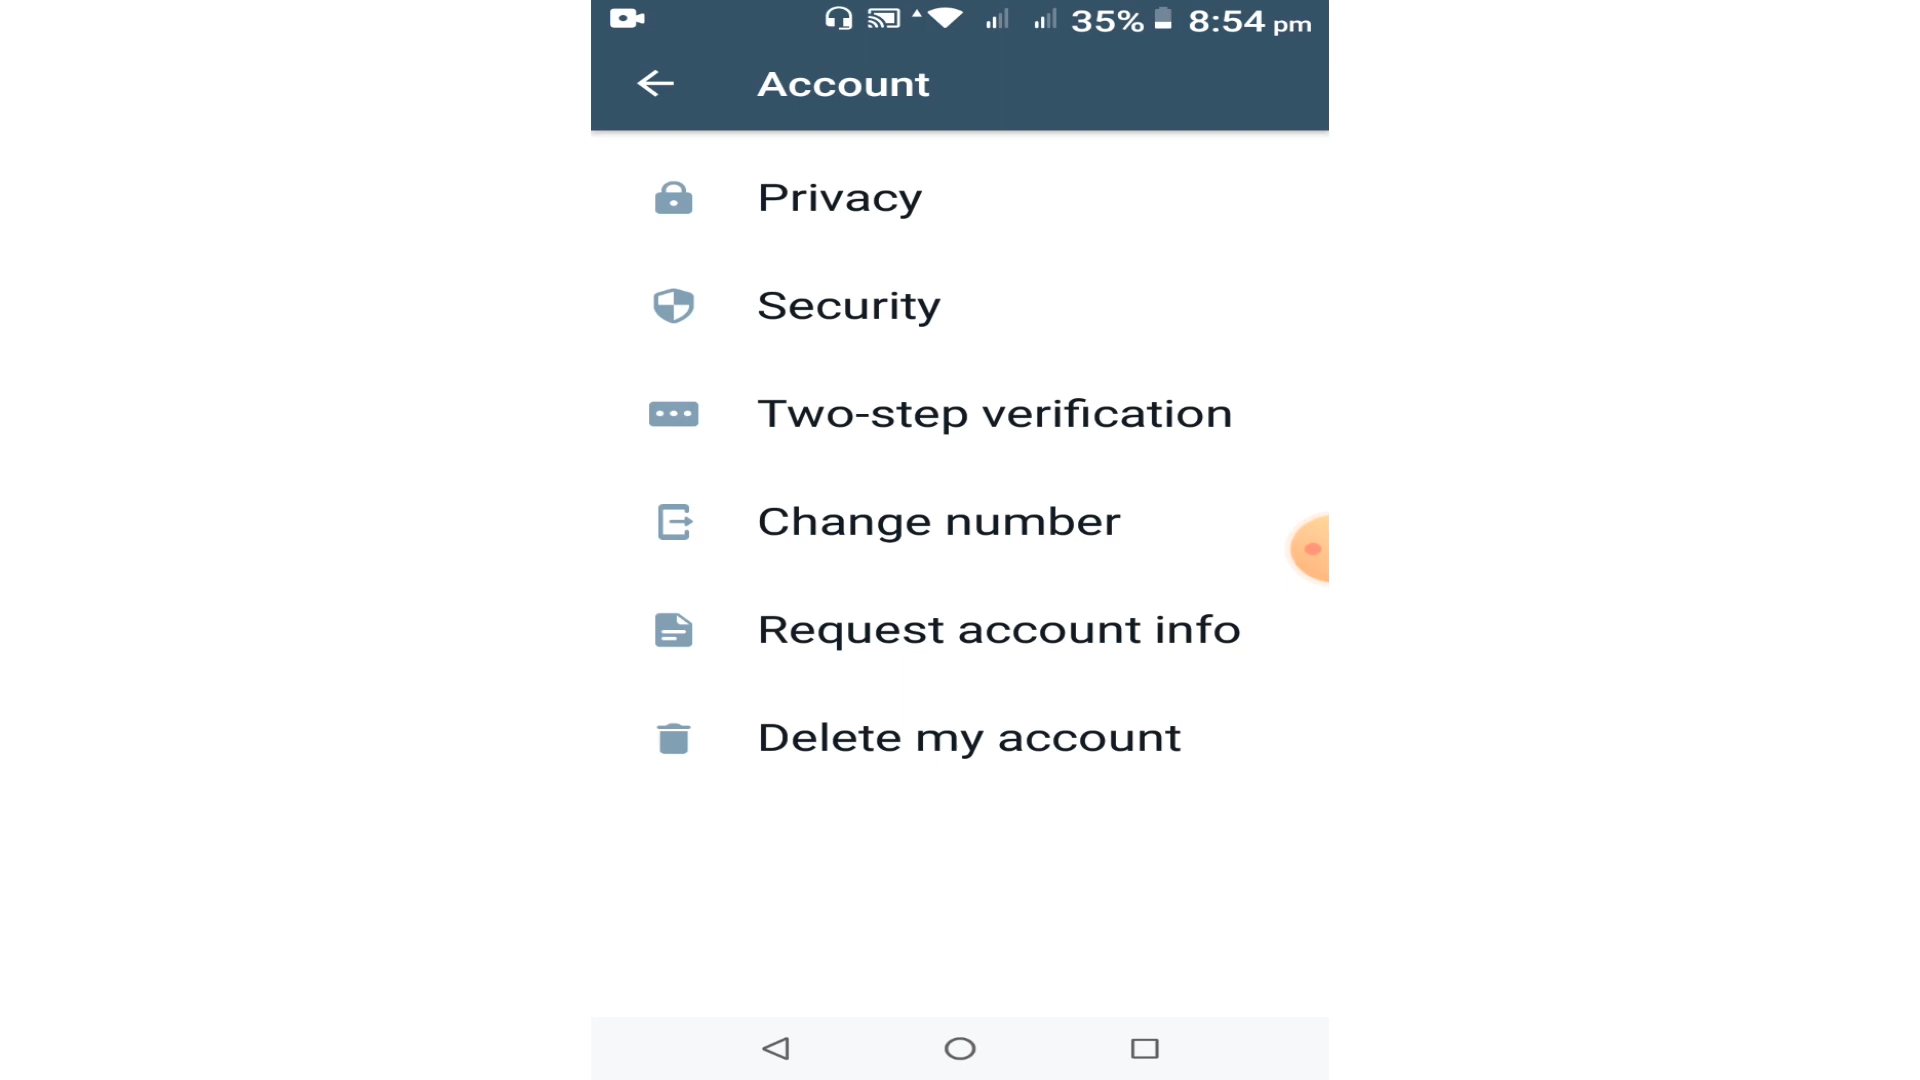 35% 8:54 pm
Account
Privacy
Security
Two-step verification
Change number
Request account info
Delete my account